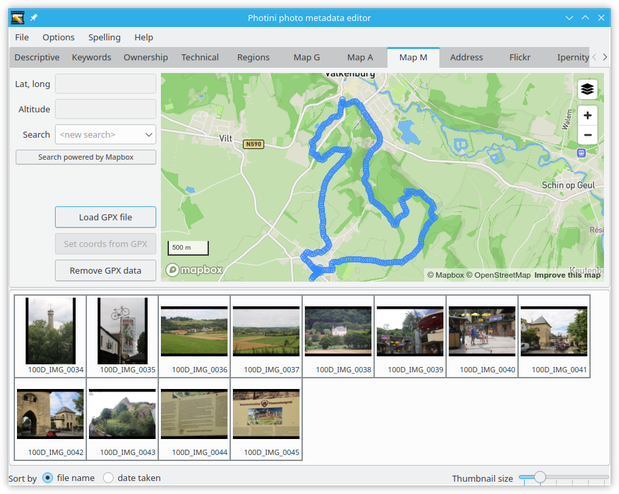 Photini photo metadata editor
File Options Spelling Help
Descriptive Keywords Ownership Technical Regions Map G Map A Map M Address Flickr Ipernity
Lat, long
Altitude
Search <new search>
Search powered by Mapbox
Load GPX file
Set coords from GPX
Remove GPX data
Valkenburg
Vilt
N590
Walem
Schin op Geul
500 m
mapbox
© Mapbox © OpenStreetMap Improve this map
100D_IMG_0034 100D_IMG_0035 100D_IMG_0036 100D_IMG_0037 100D_IMG_0038 100D_IMG_0039 100D_IMG_0040 100D_IMG_0041
100D_IMG_0042 100D_IMG_0043 100D_IMG_0044 100D_IMG_0045
Sort by file name date taken Thumbnail size